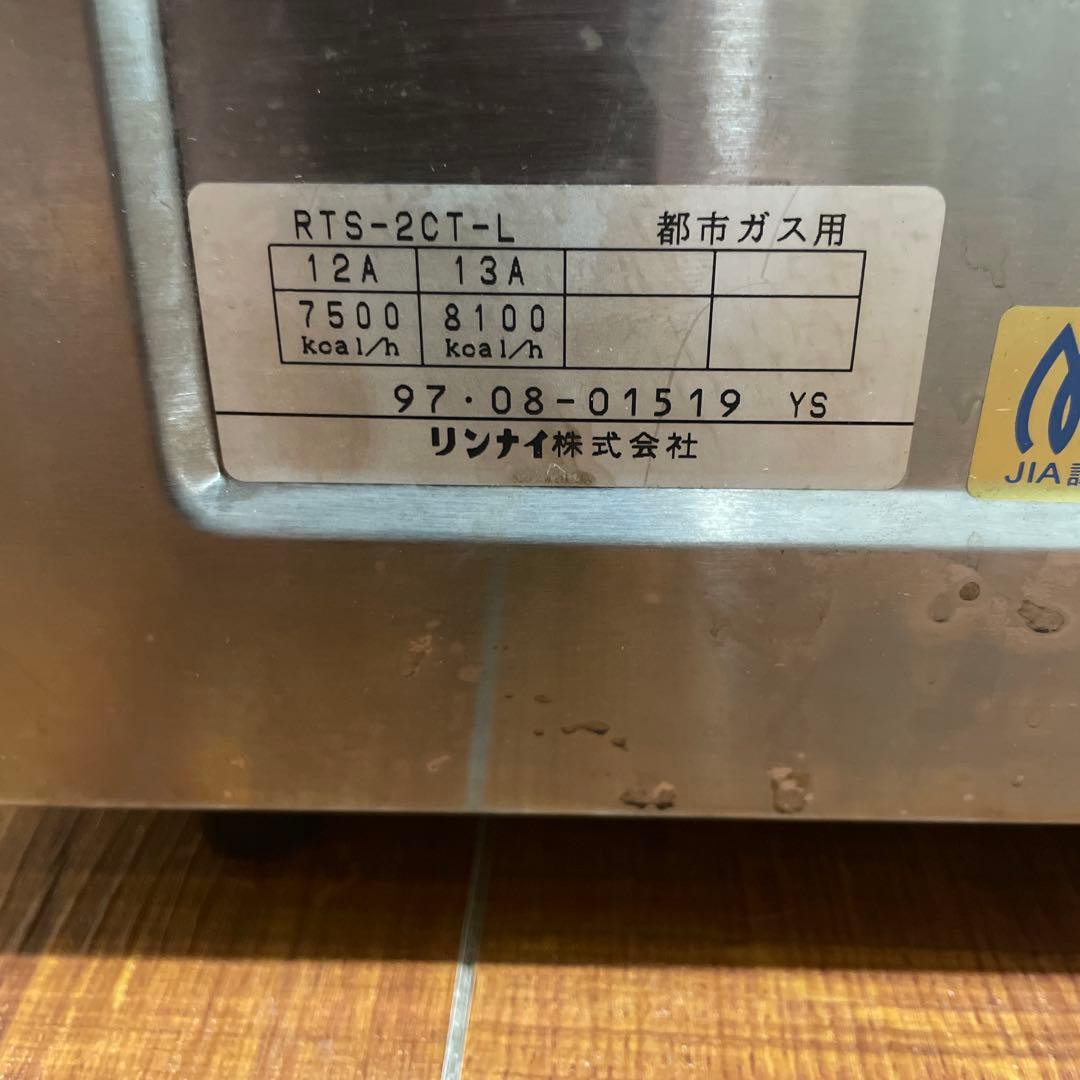 RTS-2CT-L 都市ガス用
12A 13A
7500 8100
kcal/h kcal/h
97・08-01519 YS
リンナイ株式会社
JIA